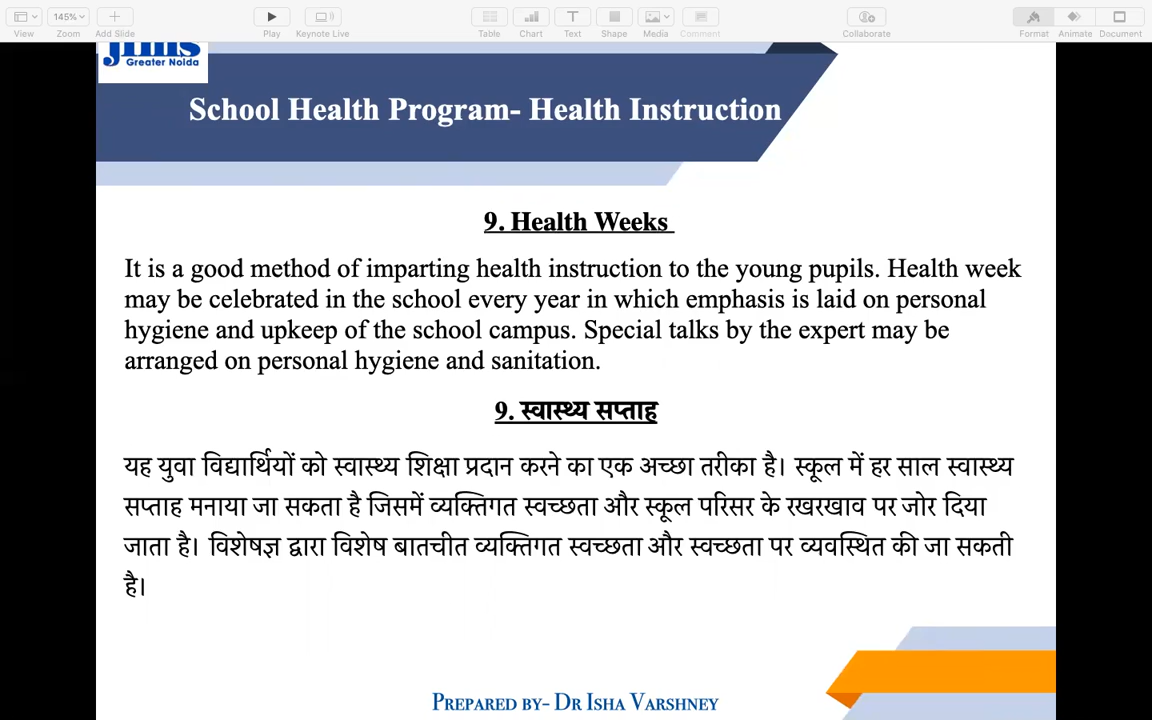 145%
View
Zoom
Add Slide
Play
Keynote Live
Table
Chart
Text
Shape
Media
Comment
Collaborate
Format
Animate
Document
jims
Greater Noida
School Health Program- Health Instruction
9. Health Weeks
It is a good method of imparting health instruction to the young pupils. Health week
may be celebrated in the school every year in which emphasis is laid on personal
hygiene and upkeep of the school campus. Special talks by the expert may be
arranged on personal hygiene and sanitation.
9. स्वास्थ्य सप्ताह
यह युवा विद्यार्थियों को स्वास्थ्य शिक्षा प्रदान करने का एक अच्छा तरीका है। स्कूल में हर साल स्वास्थ्य
सप्ताह मनाया जा सकता है जिसमें व्यक्तिगत स्वच्छता और स्कूल परिसर के रखरखाव पर जोर दिया
जाता है। विशेषज्ञ द्वारा विशेष बातचीत व्यक्तिगत स्वच्छता और स्वच्छता पर व्यवस्थित की जा सकती
है।
Prepared by- Dr Isha Varshney